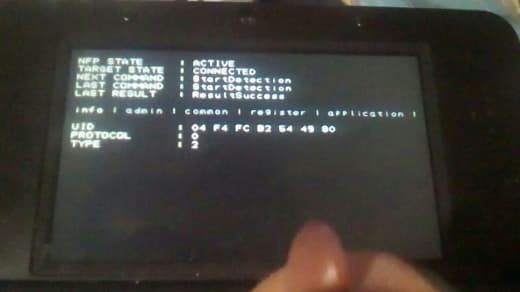 NFP STATE : ACTIVE
TARGET STATE : CONNECTED
NEXT COMMAND : StartDetection
LAST COMMAND : StartDetection
LAST RESULT : ResultSuccess
info | admin | common | register | application |
UID : 04 F4 FC B2 54 49 80
PROTOCOL : 0
TYPE : 2